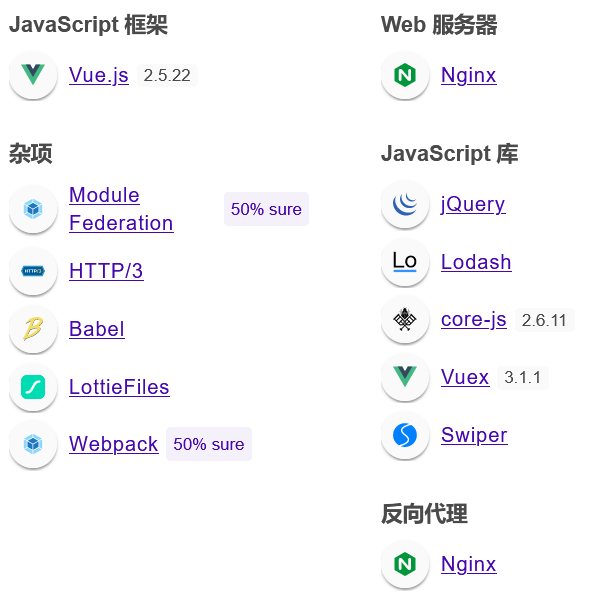 JavaScript 框架
Vue.js 2.5.22
杂项
Module
Federation
50% sure
HTTP/3
HTTP/3
B
Babel
LottieFiles
Webpack 50% sure
Web 服务器
N
Nginx
JavaScript 库
jQuery
Lo
Lodash
core-js 2.6.11
Vuex 3.1.1
Swiper
反向代理
N
Nginx